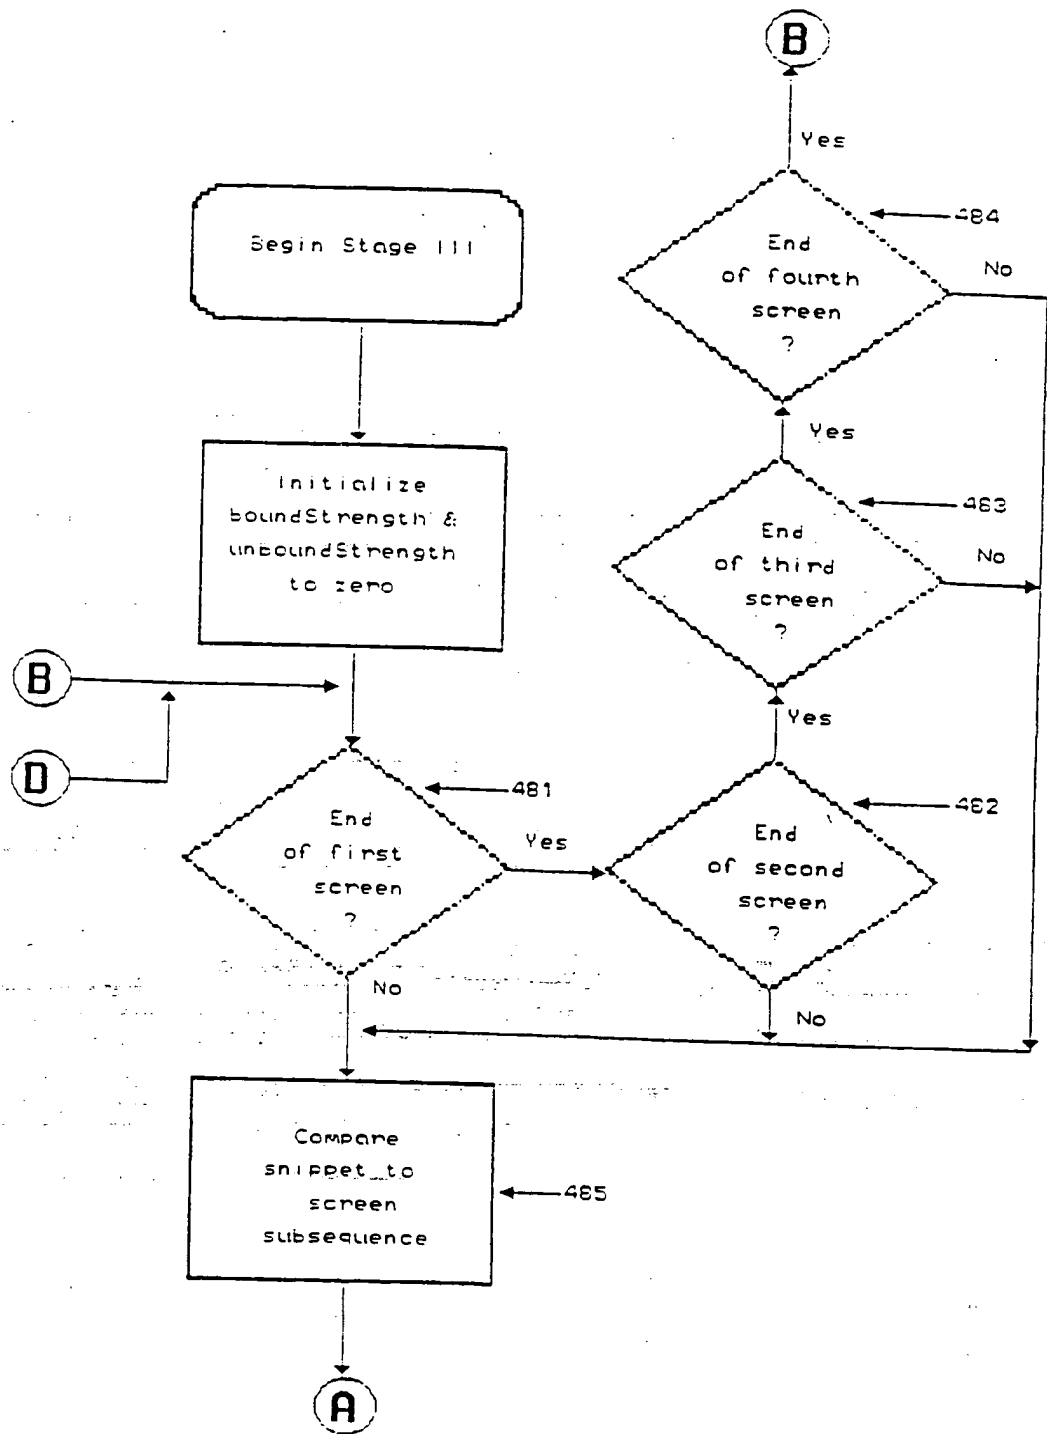 B
Yes
484
End
of fourth
screen
?
No
Begin Stage III
Yes
Initialize
boundStrength &
unboundStrength
to zero
483
End
of third
screen
?
No
B
Yes
D
481
End
of first
screen
?
Yes
482
End
of second
screen
?
No
No
Compare
snippet to
screen
subsequence
485
A